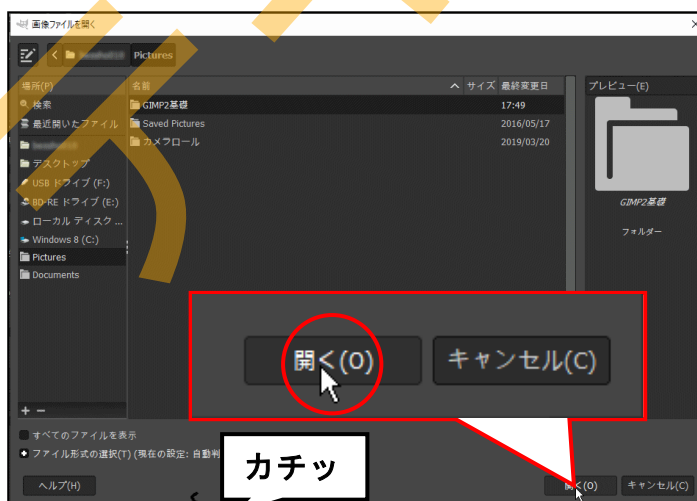 画像ファイルを開く
Pictures
場所(P)
名前
サイズ
最終変更日
プレビュー(E)
検索
最近開いたファイル
デスクトップ
USB ドライブ (F:)
BD-RE ドライブ (E:)
ローカル ディスク ...
Windows 8 (C:)
Pictures
Documents
GIMP2基礎
17:49
Saved Pictures
2016/05/17
カメラロール
2019/03/20
GIMP2基礎
フォルダー
開く(O)
キャンセル(C)
すべてのファイルを表示
ファイル形式の選択(T) (現在の設定: 自動判
カチッ
ヘルプ(H)
開く(O)
キャンセル(C)